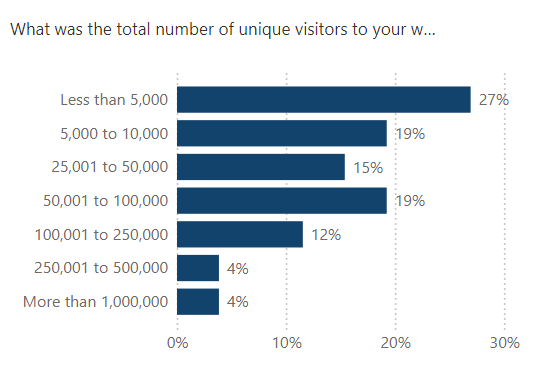 What was the total number of unique visitors to your w...
Less than 5,000 27%
5,000 to 10,000 19%
25,001 to 50,000 15%
50,001 to 100,000 19%
100,001 to 250,000 12%
250,001 to 500,000 4%
More than 1,000,000 4%
0% 10% 20% 30%